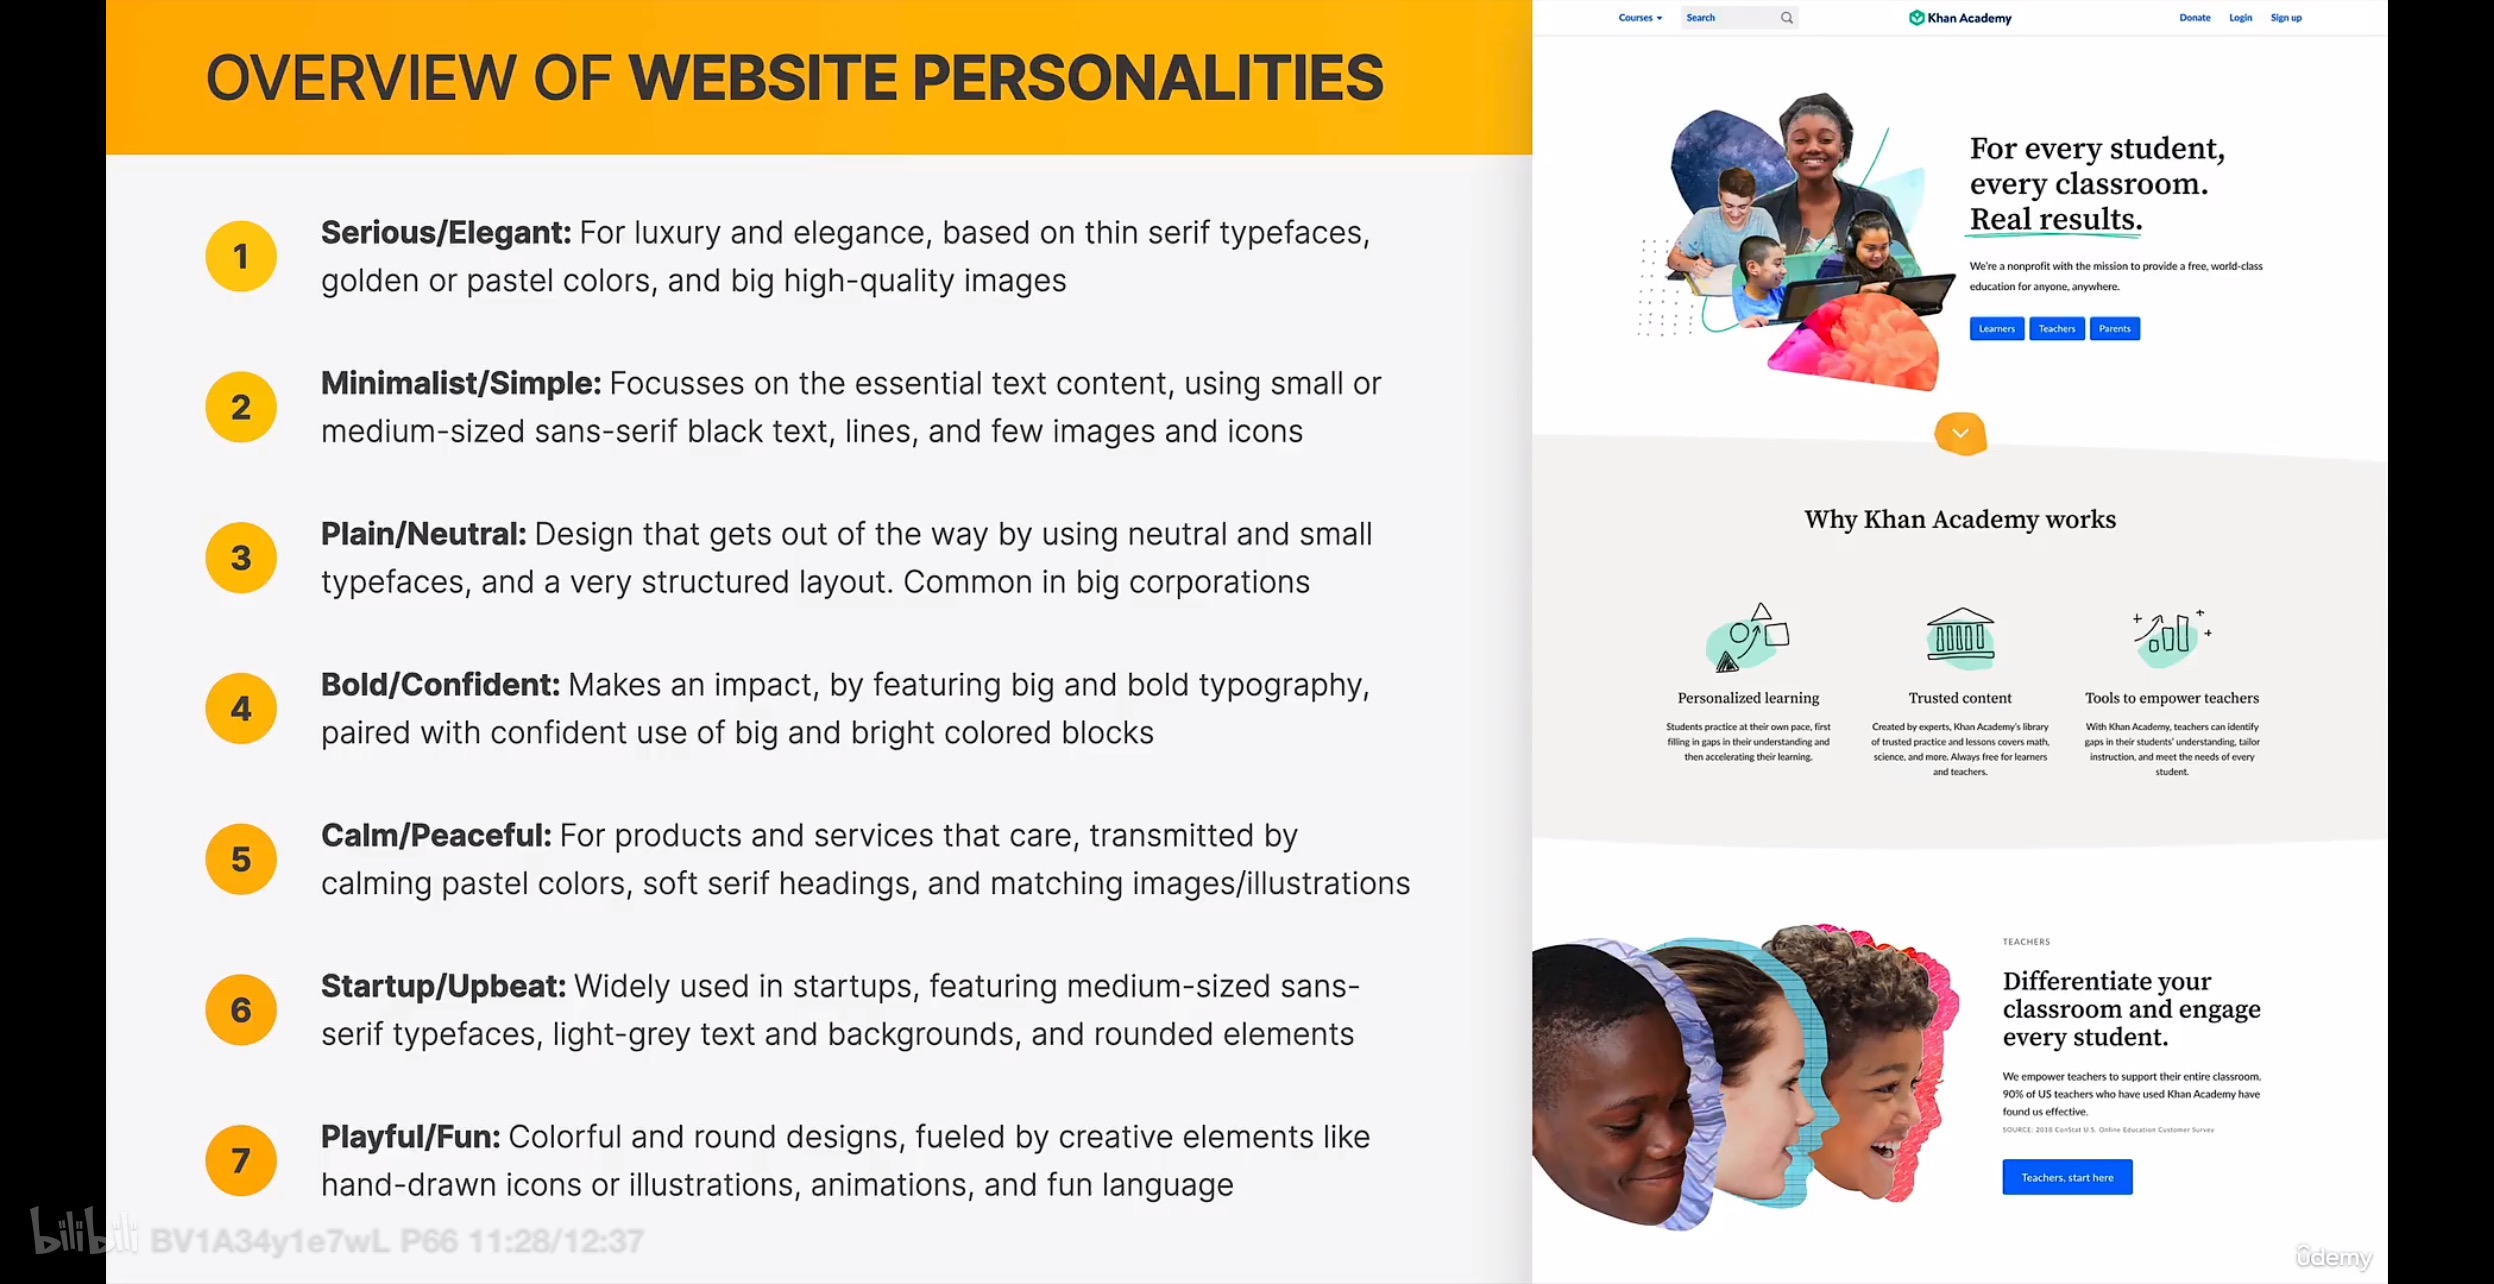 OVERVIEW OF WEBSITE PERSONALITIES
1
Serious/Elegant: For luxury and elegance, based on thin serif typefaces,
golden or pastel colors, and big high-quality images
2
Minimalist/Simple: Focusses on the essential text content, using small or
medium-sized sans-serif black text, lines, and few images and icons
3
Plain/Neutral: Design that gets out of the way by using neutral and small
typefaces, and a very structured layout. Common in big corporations
4
Bold/Confident: Makes an impact, by featuring big and bold typography,
paired with confident use of big and bright colored blocks
5
Calm/Peaceful: For products and services that care, transmitted by
calming pastel colors, soft serif headings, and matching images/illustrations
6
Startup/Upbeat: Widely used in startups, featuring medium-sized sans-
serif typefaces, light-grey text and backgrounds, and rounded elements
7
Playful/Fun: Colorful and round designs, fueled by creative elements like
hand-drawn icons or illustrations, animations, and fun language
bilibili BV1A34y1e7wL P66 11:28/12:37
Courses Search Khan Academy Donate Login Sign up
For every student,
every classroom.
Real results.
We're a nonprofit with the mission to provide a free, world-class
education for anyone, anywhere.
Learners Teachers Parents
Why Khan Academy works
Personalized learning
Students practice at their own pace, first
filling in gaps in their understanding and
then accelerating their learning.
Trusted content
Created by experts, Khan Academy's library
of trusted practice and lessons covers math,
science, and more. Always free for learners
and teachers.
Tools to empower teachers
With Khan Academy, teachers can identify
gaps in their students' understanding, tailor
instruction, and meet the needs of every
student.
TEACHERS
Differentiate your
classroom and engage
every student.
We empower teachers to support their entire classroom.
90% of US teachers who have used Khan Academy have
found us effective.
SOURCE: 2018 ConStat U.S. Online Education Customer Survey
Teachers, start here
ûdemy